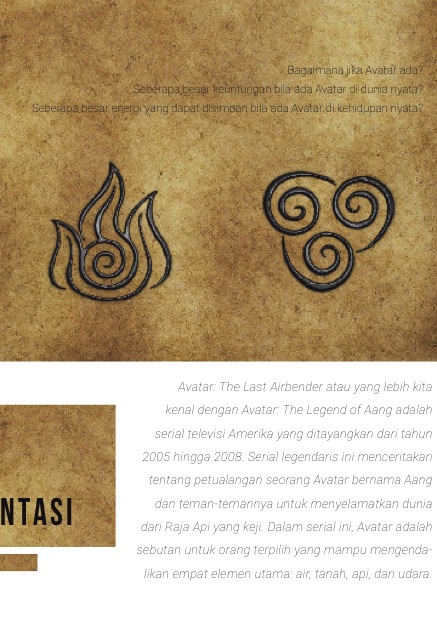 Bagaimana jika Avatar ada?
Seberapa besar keuntungan bila ada Avatar di dunia nyata?
Seberapa besar energi yang dapat disimpan bila ada Avatar di kehidupan nyata?
Avatar: The Last Airbender atau yang lebih kita
kenal dengan Avatar: The Legend of Aang adalah
serial televisi Amerika yang ditayangkan dari tahun
2005 hingga 2008. Serial legendaris ini menceritakan
tentang petualangan seorang Avatar bernama Aang
dan teman-temannya untuk menyelamatkan dunia
dari Raja Api yang keji. Dalam serial ini, Avatar adalah
sebutan untuk orang terpilih yang mampu mengenda-
likan empat elemen utama: air, tanah, api, dan udara.
NTASI